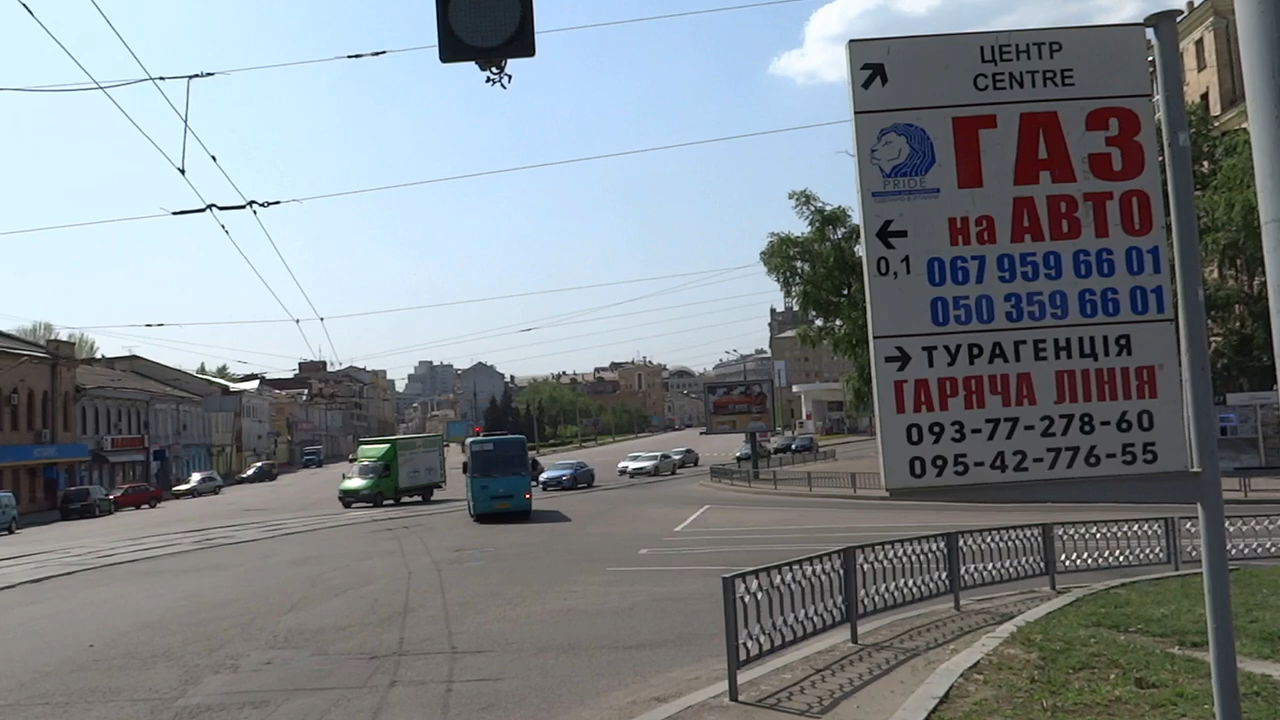 ЦЕНТР
CENTRE
PRIDE
ГАЗ
на АВТО
0,1
067 959 66 01
050 359 66 01
ТУРАГЕНЦІЯ
ГАРЯЧА ЛІНІЯ
093-77-278-60
095-42-776-55